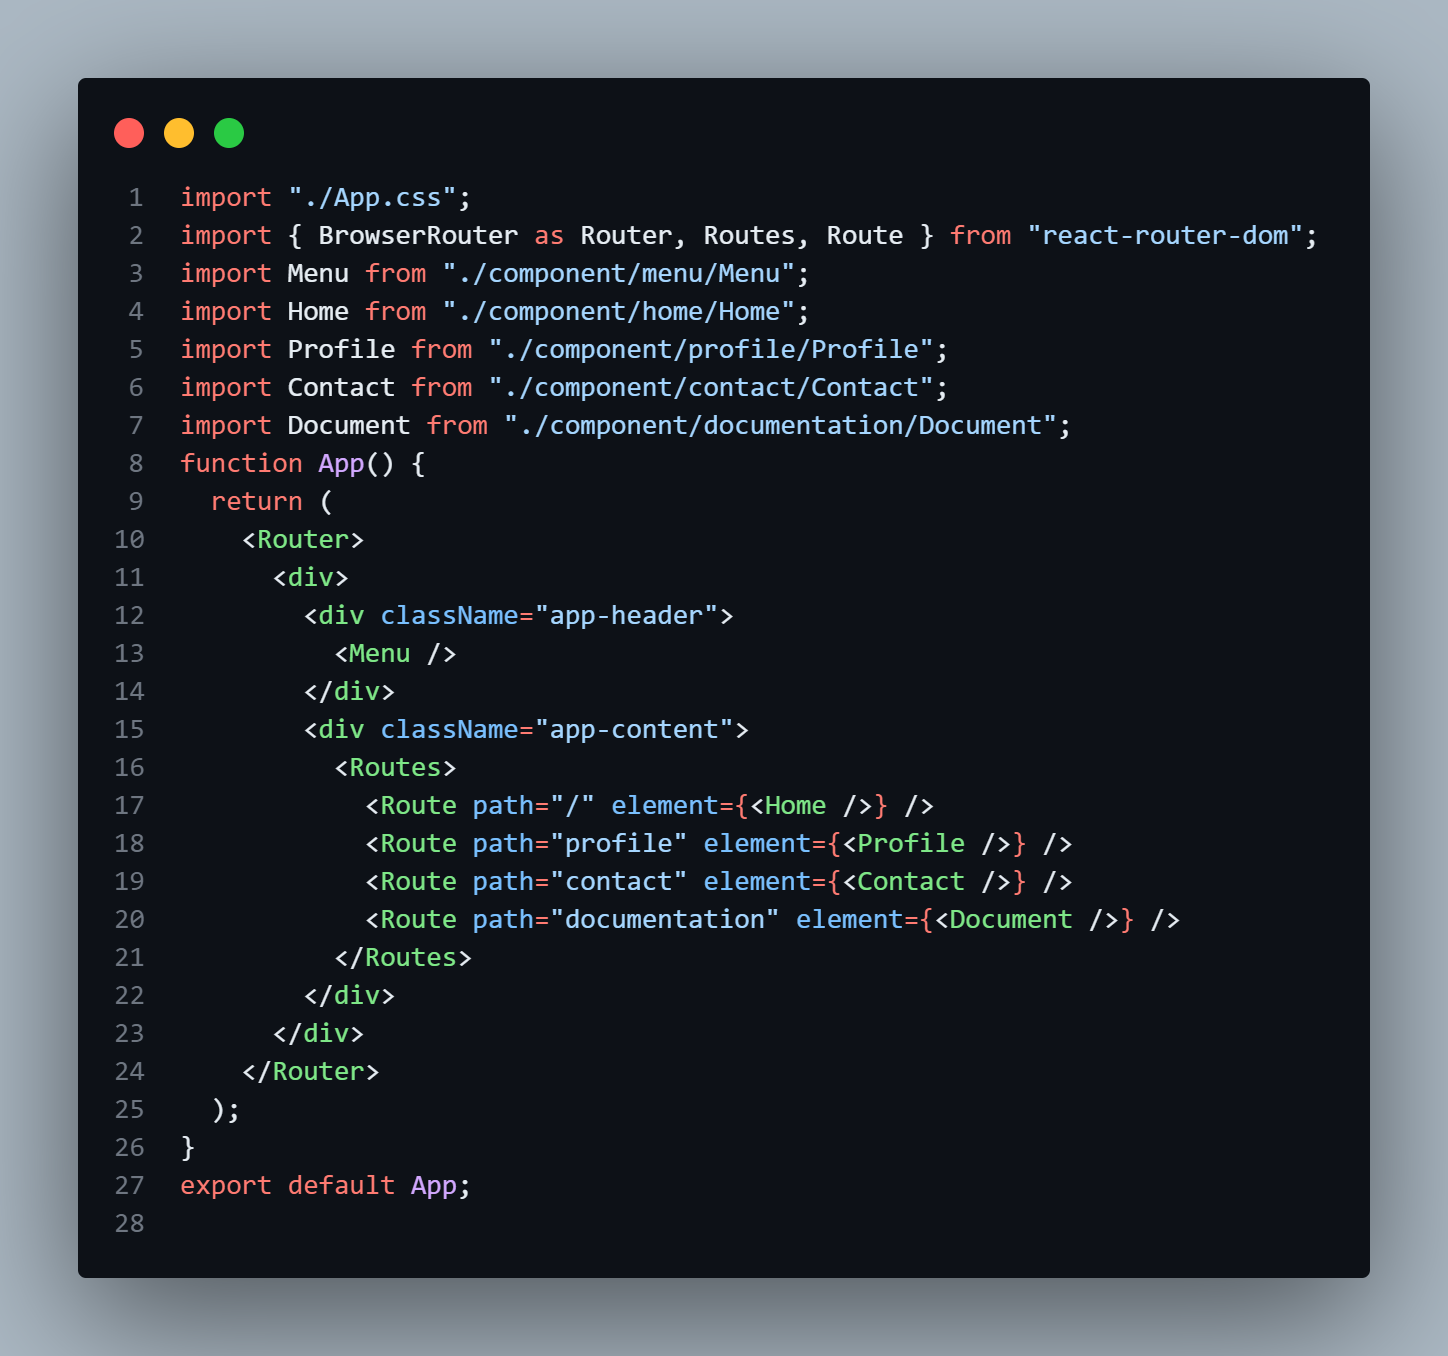 1 import "./App.css";
2 import { BrowserRouter as Router, Routes, Route } from "react-router-dom";
3 import Menu from "./component/menu/Menu";
4 import Home from "./component/home/Home";
5 import Profile from "./component/profile/Profile";
6 import Contact from "./component/contact/Contact";
7 import Document from "./component/documentation/Document";
8 function App() {
9   return (
10     <Router>
11       <div>
12         <div className="app-header">
13           <Menu />
14         </div>
15         <div className="app-content">
16           <Routes>
17             <Route path="/" element={<Home />} />
18             <Route path="profile" element={<Profile />} />
19             <Route path="contact" element={<Contact />} />
20             <Route path="documentation" element={<Document />} />
21           </Routes>
22         </div>
23       </div>
24     </Router>
25   );
26 }
27 export default App;
28